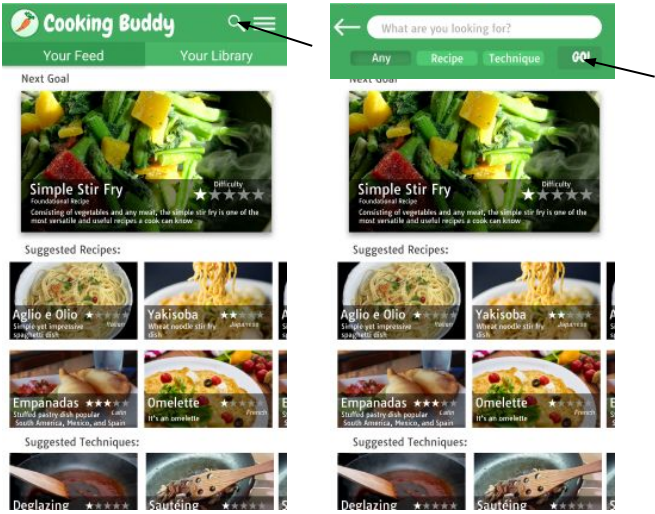 Cooking Buddy
Your Feed Your Library
Next Goal
Simple Stir Fry
Difficulty
Foundational Recipe
Consisting of vegetables and any meat, the simple stir fry is one of the
most versatile and useful recipes a cook can know
Suggested Recipes:
Aglio e Olio
Italian
Simple yet impressive
spaghetti dish
Yakisoba
Japanese
Wheat noodle stir fry
dish
Empanadas
Latin
Stuffed pastry dish popular
South America, Mexico, and Spain
Omelette
French
It's an omelette
Suggested Techniques:
Deglazing
Sautéing
What are you looking for?
Any Recipe Technique GO!
Next Goal
Simple Stir Fry
Difficulty
Foundational Recipe
Consisting of vegetables and any meat, the simple stir fry is one of the
most versatile and useful recipes a cook can know
Suggested Recipes:
Aglio e Olio
Italian
Simple yet impressive
spaghetti dish
Yakisoba
Japanese
Wheat noodle stir fry
dish
Empanadas
Latin
Stuffed pastry dish popular
South America, Mexico, and Spain
Omelette
French
It's an omelette
Suggested Techniques:
Deglazing
Sautéing